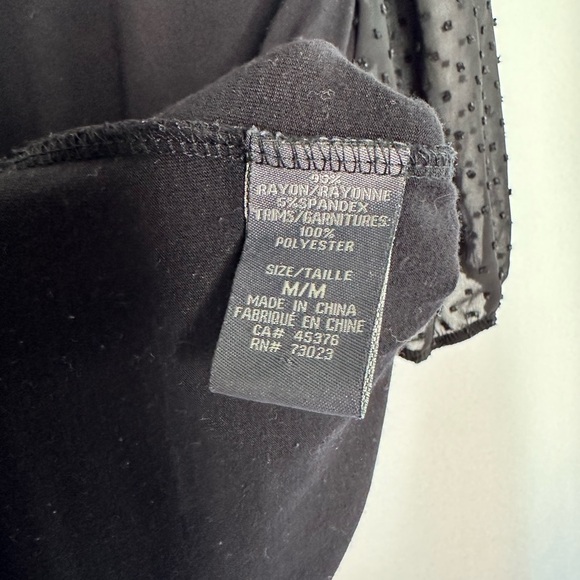 95%
RAYON/RAYONNE
5%SPANDEX
TRIMS/GARNITURES:
100%
POLYESTER
SIZE/TAILLE
M/M
MADE IN CHINA
FABRIQUÉ EN CHINE
CA# 45376
RN# 73023